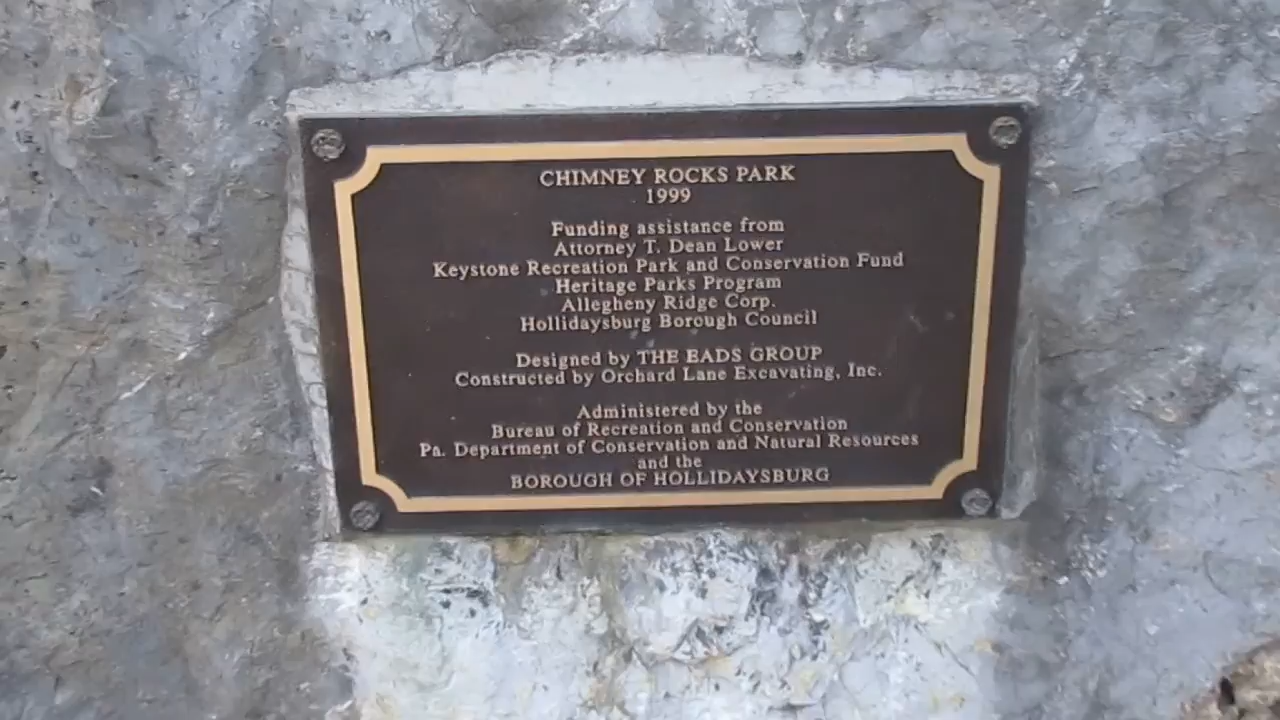 CHIMNEY ROCKS PARK
1999
Funding assistance from
Attorney T. Dean Lower
Keystone Recreation Park and Conservation Fund
Heritage Parks Program
Allegheny Ridge Corp.
Hollidaysburg Borough Council
Designed by THE EADS GROUP
Constructed by Orchard Lane Excavating, Inc.
Administered by the
Bureau of Recreation and Conservation
Pa. Department of Conservation and Natural Resources
and the
BOROUGH OF HOLLIDAYSBURG